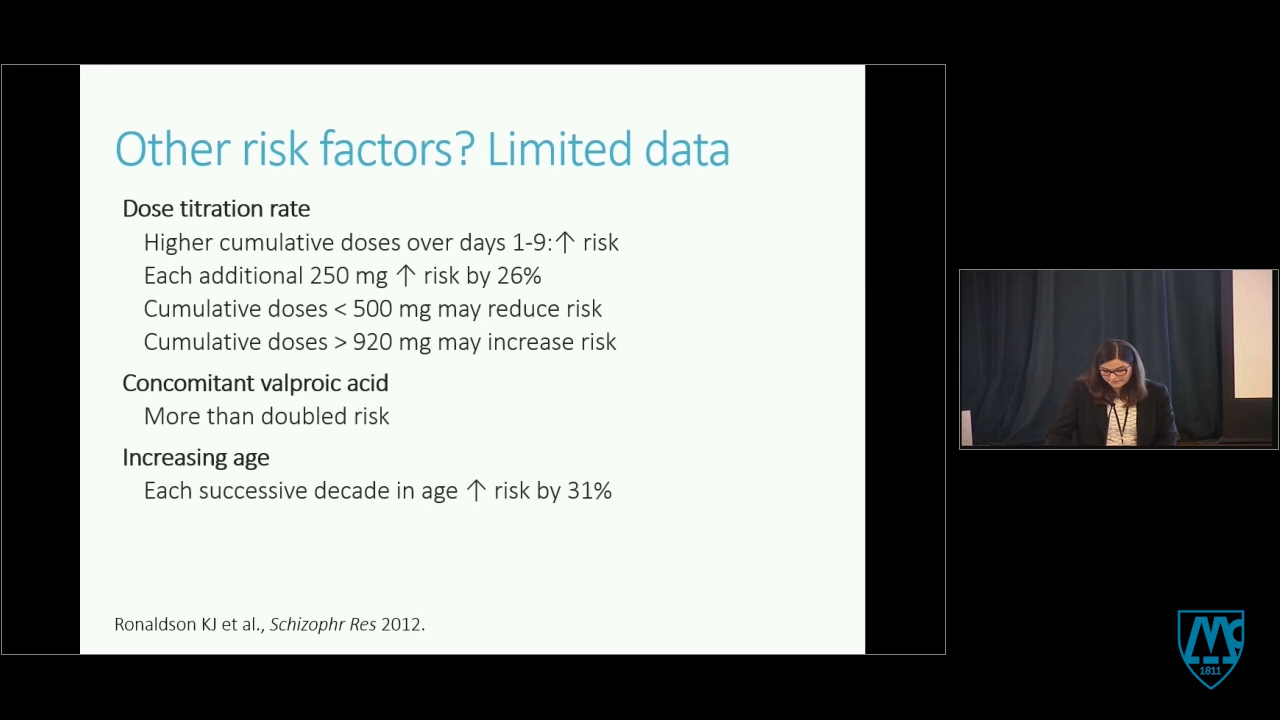 Other risk factors? Limited data
Dose titration rate
Higher cumulative doses over days 1-9:↑ risk
Each additional 250 mg ↑ risk by 26%
Cumulative doses < 500 mg may reduce risk
Cumulative doses > 920 mg may increase risk
Concomitant valproic acid
More than doubled risk
Increasing age
Each successive decade in age ↑ risk by 31%
Ronaldson KJ et al., Schizophr Res 2012.
1811